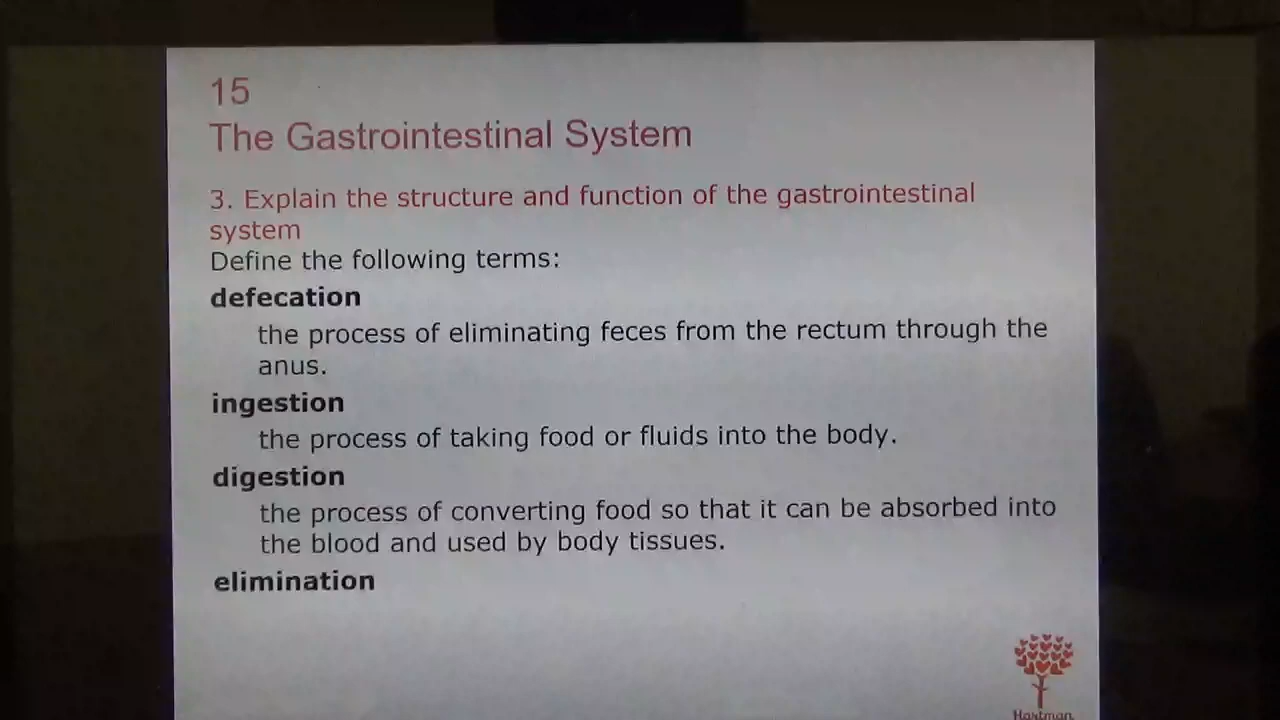 15
The Gastrointestinal System
3. Explain the structure and function of the gastrointestinal
system
Define the following terms:
defecation
the process of eliminating feces from the rectum through the
anus.
ingestion
the process of taking food or fluids into the body.
digestion
the process of converting food so that it can be absorbed into
the blood and used by body tissues.
elimination
Hartman